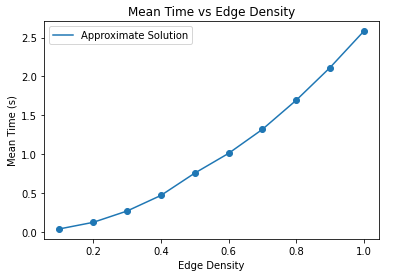 Mean Time vs Edge Density
Approximate Solution
Mean Time (s)
2.5
2.0
1.5
1.0
0.5
0.0
0.2
0.4
0.6
0.8
1.0
Edge Density